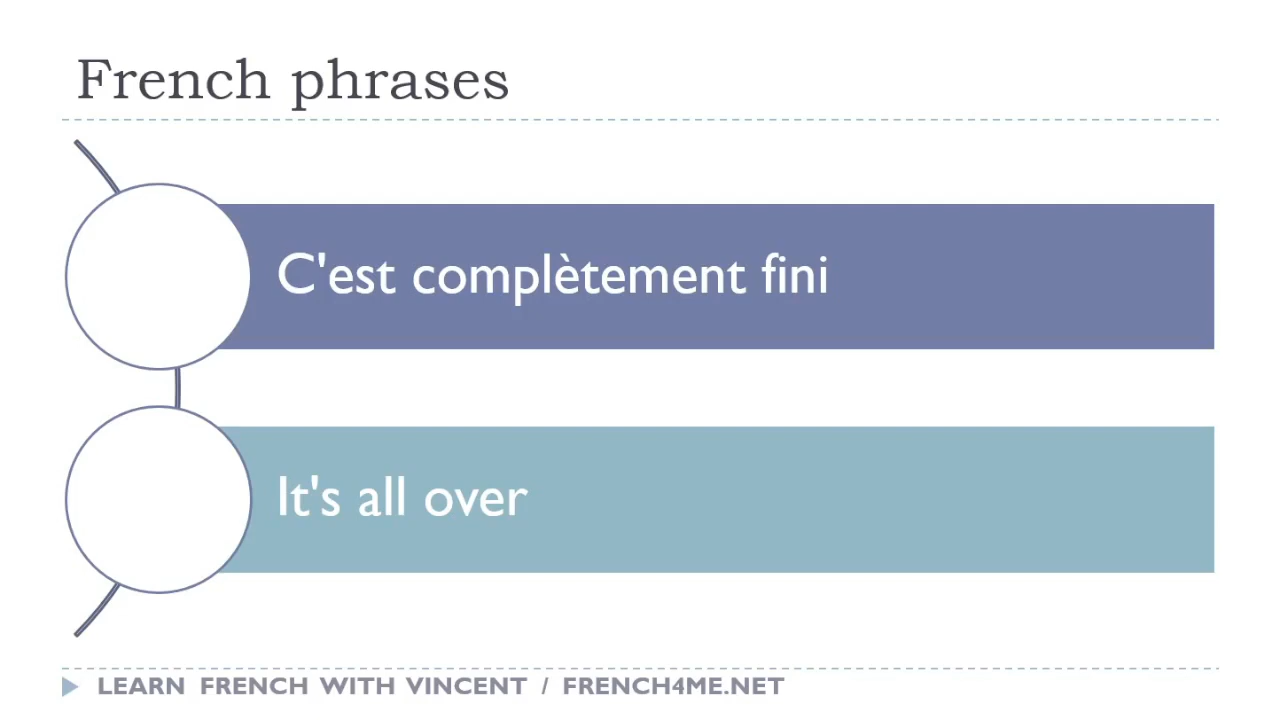 French phrases
C'est complètement fini
It's all over
LEARN FRENCH WITH VINCENT / FRENCH4ME.NET